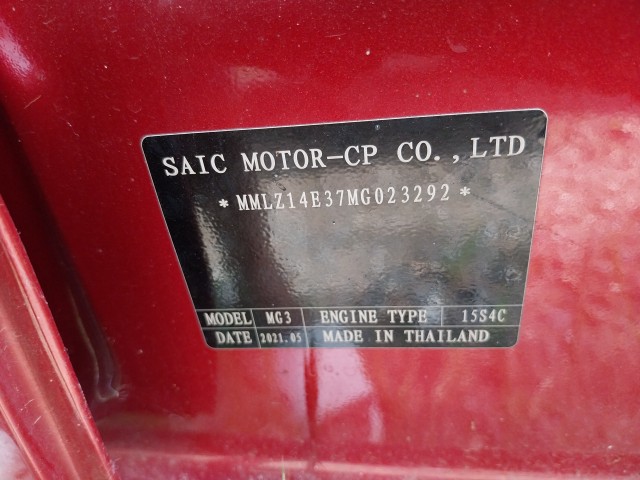 SAIC MOTOR-CP CO.,LTD
*MMLZ14E37MG023292*
MODEL MG3 ENGINE TYPE 15S4C
DATE 2021.05 MADE IN THAILAND